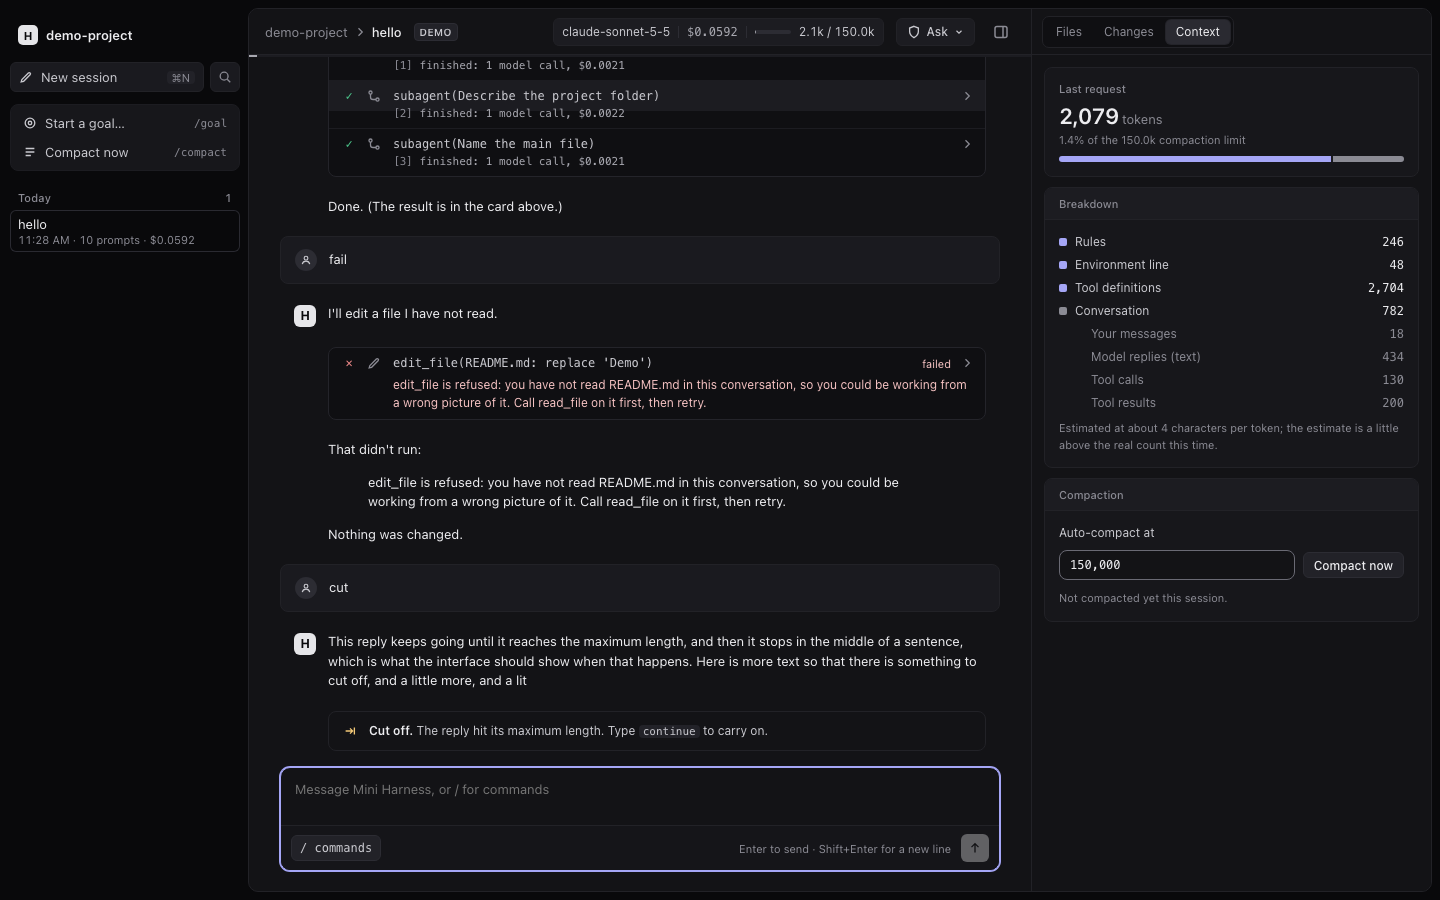 H demo-project
New session ⌘N
Start a goal... /goal
Compact now /compact
Today 1
hello
11:28 AM · 10 prompts · $0.0592
demo-project > hello DEMO
claude-sonnet-5-5 $0.0592 2.1k / 150.0k
Ask
[1] finished: 1 model call, $0.0021
✓ subagent(Describe the project folder)
[2] finished: 1 model call, $0.0022
✓ subagent(Name the main file)
[3] finished: 1 model call, $0.0021
Done. (The result is in the card above.)
fail
H I'll edit a file I have not read.
× edit_file(README.md: replace 'Demo') failed
edit_file is refused: you have not read README.md in this conversation, so you could be working from
a wrong picture of it. Call read_file on it first, then retry.
That didn't run:
edit_file is refused: you have not read README.md in this conversation, so you could be
working from a wrong picture of it. Call read_file on it first, then retry.
Nothing was changed.
cut
H This reply keeps going until it reaches the maximum length, and then it stops in the middle of a sentence,
which is what the interface should show when that happens. Here is more text so that there is something to
cut off, and a little more, and a lit
Cut off. The reply hit its maximum length. Type continue to carry on.
Message Mini Harness, or / for commands
/ commands
Enter to send · Shift+Enter for a new line
Files Changes Context
Last request
2,079 tokens
1.4% of the 150.0k compaction limit
Breakdown
Rules 246
Environment line 48
Tool definitions 2,704
Conversation 782
Your messages 18
Model replies (text) 434
Tool calls 130
Tool results 200
Estimated at about 4 characters per token; the estimate is a little
above the real count this time.
Compaction
Auto-compact at
150,000 Compact now
Not compacted yet this session.